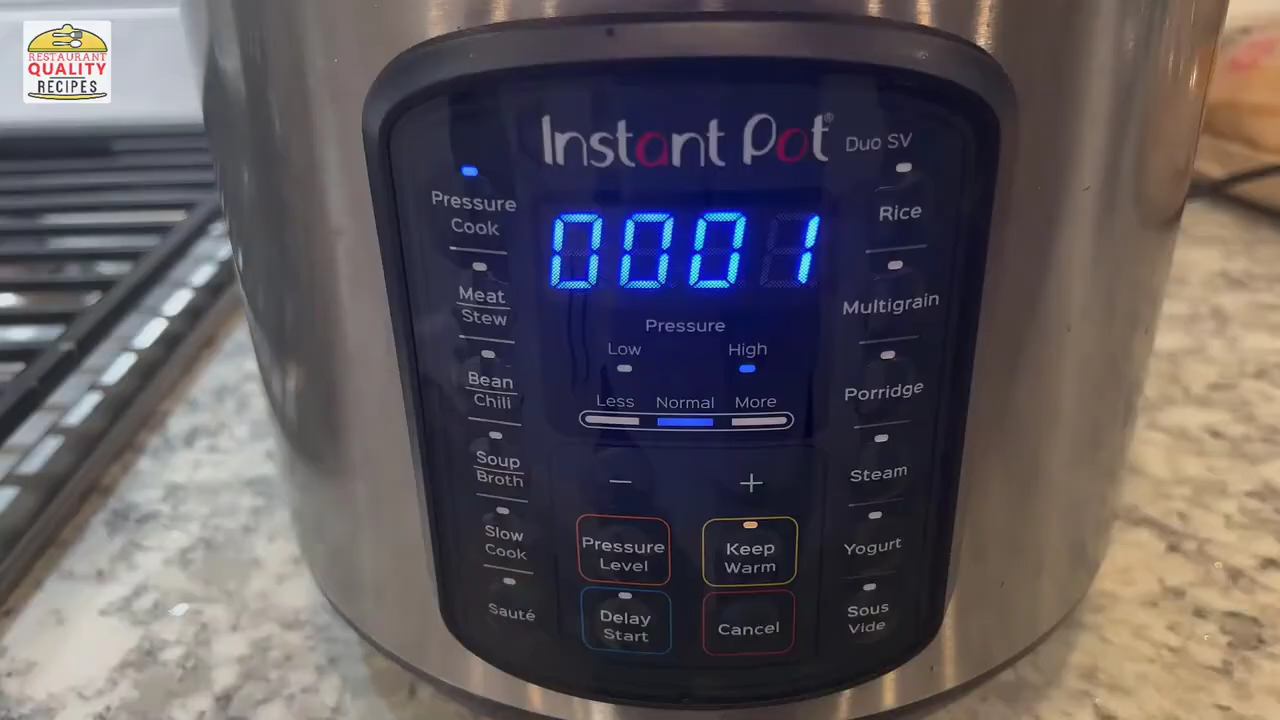 RESTAURANT
QUALITY
RECIPES
Instant Pot® Duo SV
0001
Pressure
Low High
Less Normal More
− +
Pressure
Level
Keep
Warm
Delay
Start
Cancel
Pressure
Cook
Meat
Stew
Bean
Chili
Soup
Broth
Slow
Cook
Sauté
Rice
Multigrain
Porridge
Steam
Yogurt
Sous
Vide